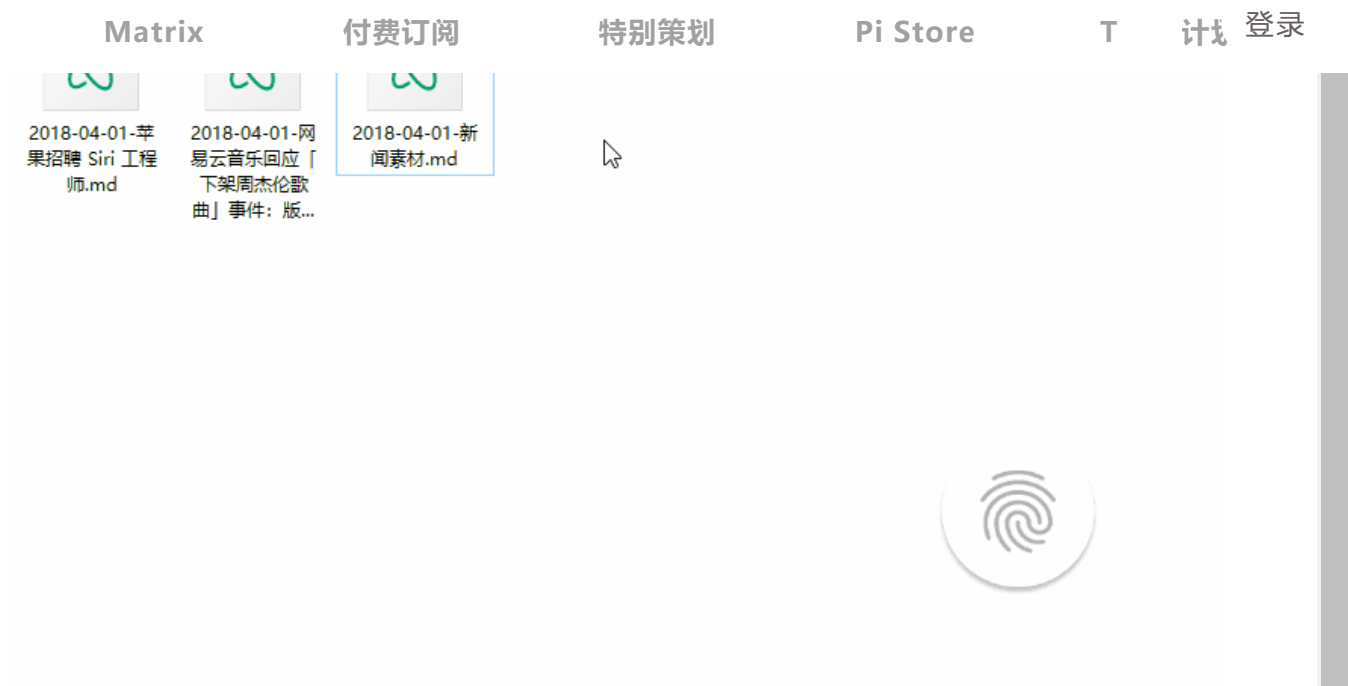 Matrix 付费订阅 特别策划 Pi Store T 计划 登录
2018-04-01-苹
果招聘 Siri 工程
师.md
2018-04-01-网
易云音乐回应「
下架周杰伦歌
曲」事件：版...
2018-04-01-新
闻素材.md